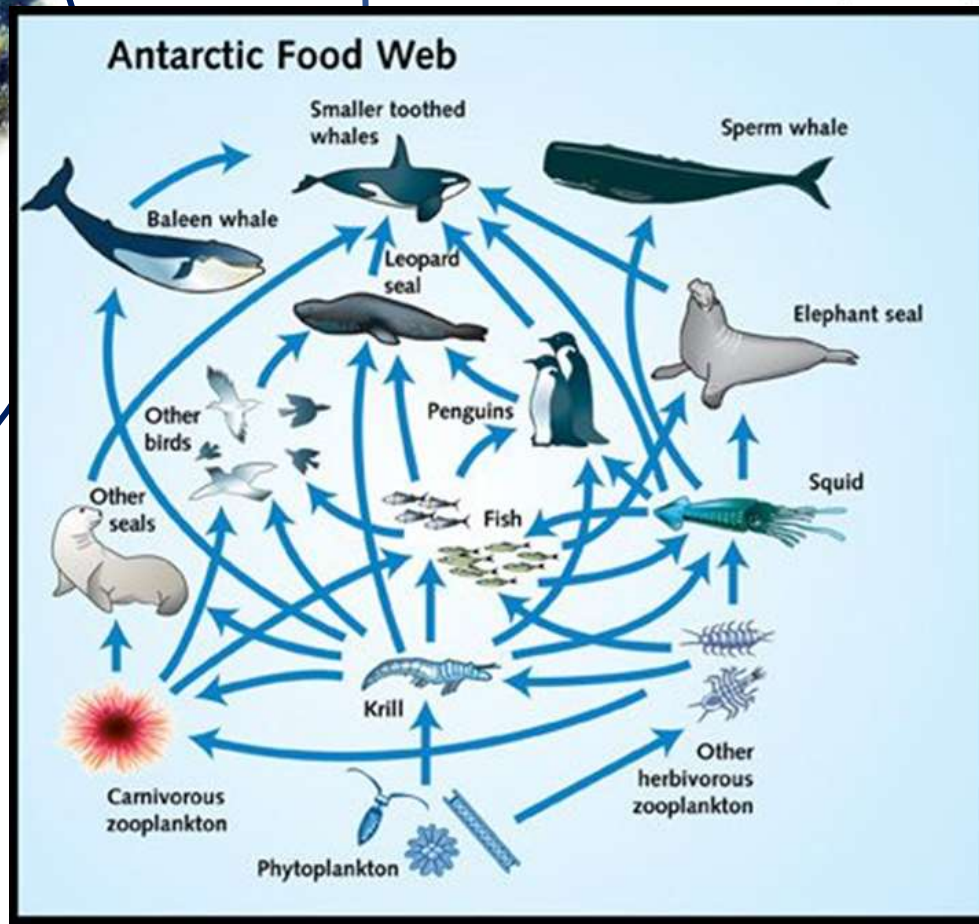 Antarctic Food Web
Smaller toothed
whales
Sperm whale
Baleen whale
Leopard
seal
Elephant seal
Other
birds
Penguins
Other
seals
Fish
Squid
Krill
Carnivorous
zooplankton
Other
herbivorous
zooplankton
Phytoplankton